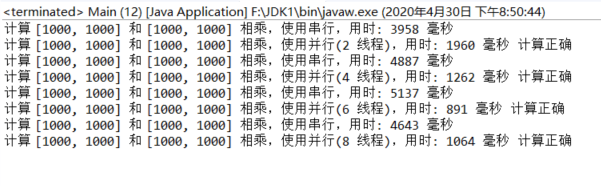 <terminated> Main (12) [Java Application] F:\JDK1\bin\javaw.exe (2020年4月30日 下午8:50:44)
计算 [1000, 1000] 和 [1000, 1000] 相乘，使用串行，用时: 3958 毫秒
计算 [1000, 1000] 和 [1000, 1000] 相乘，使用并行(2 线程)，用时: 1960 毫秒 计算正确
计算 [1000, 1000] 和 [1000, 1000] 相乘，使用串行，用时: 4887 毫秒
计算 [1000, 1000] 和 [1000, 1000] 相乘，使用并行(4 线程)，用时: 1262 毫秒 计算正确
计算 [1000, 1000] 和 [1000, 1000] 相乘，使用串行，用时: 5137 毫秒
计算 [1000, 1000] 和 [1000, 1000] 相乘，使用并行(6 线程)，用时: 891 毫秒 计算正确
计算 [1000, 1000] 和 [1000, 1000] 相乘，使用串行，用时: 4643 毫秒
计算 [1000, 1000] 和 [1000, 1000] 相乘，使用并行(8 线程)，用时: 1064 毫秒 计算正确